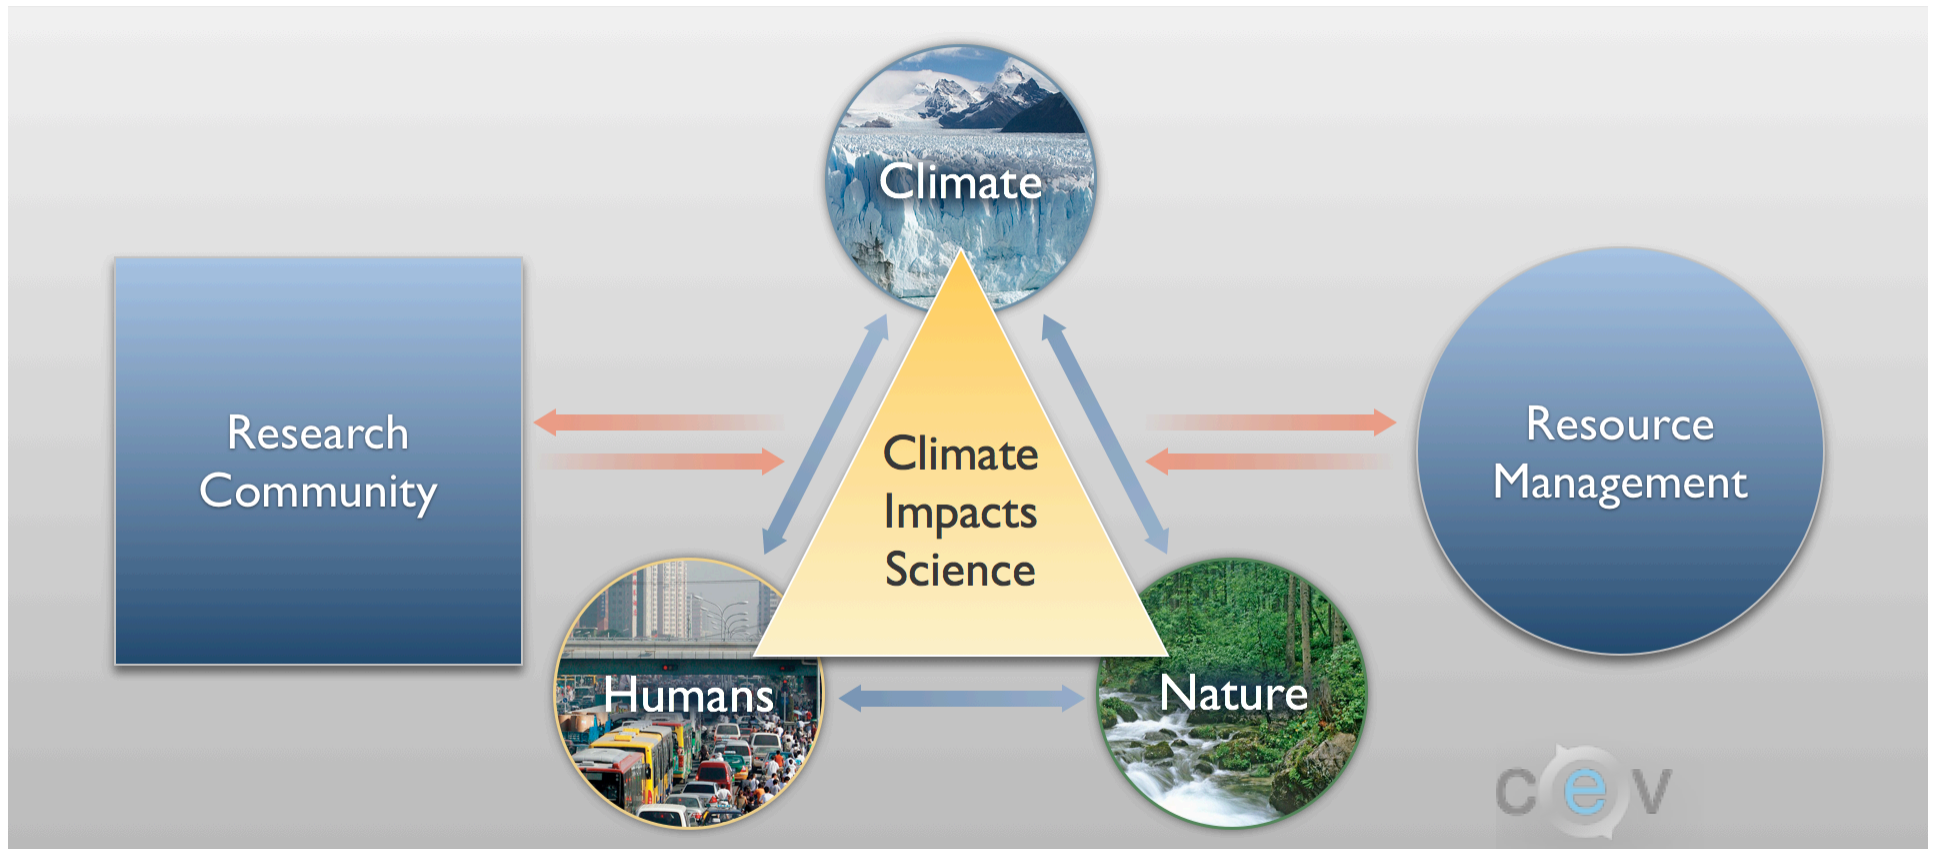 Climate
Research
Community
Climate
Impacts
Science
Resource
Management
Humans
Nature
cev